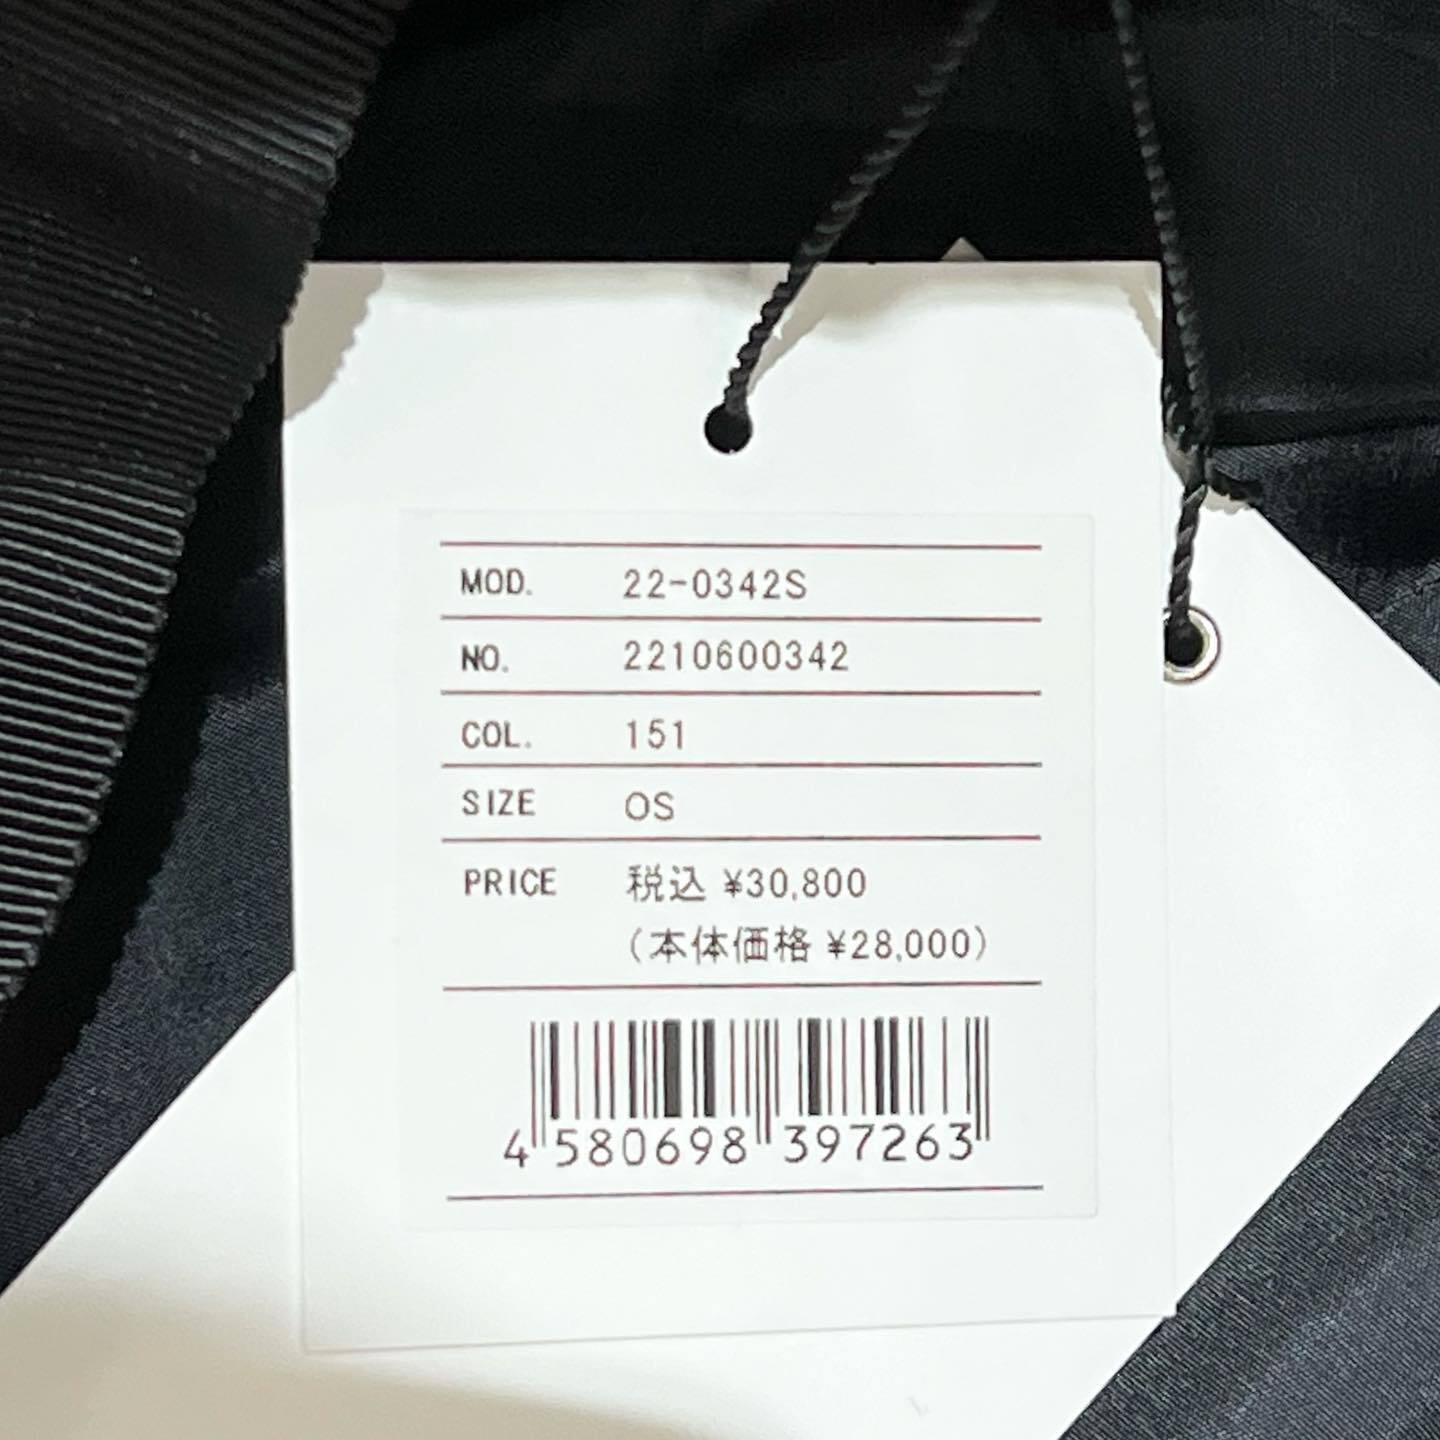 MOD. 22-0342S
NO. 2210600342
COL. 151
SIZE OS
PRICE 税込 ¥30,800
(本体価格 ¥28,000)
4 580698 397263